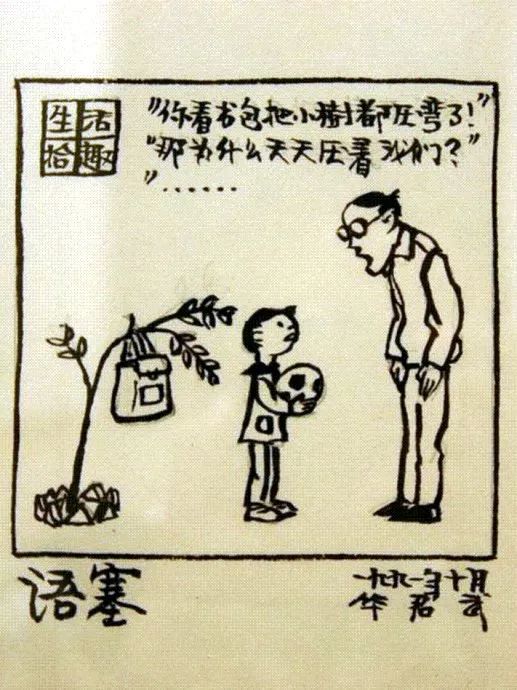 生活
拾趣
"你看书包把小树都压弯了!"
"那为什么天天压着我们?"
"……
语塞
一九九一年十月
华君武